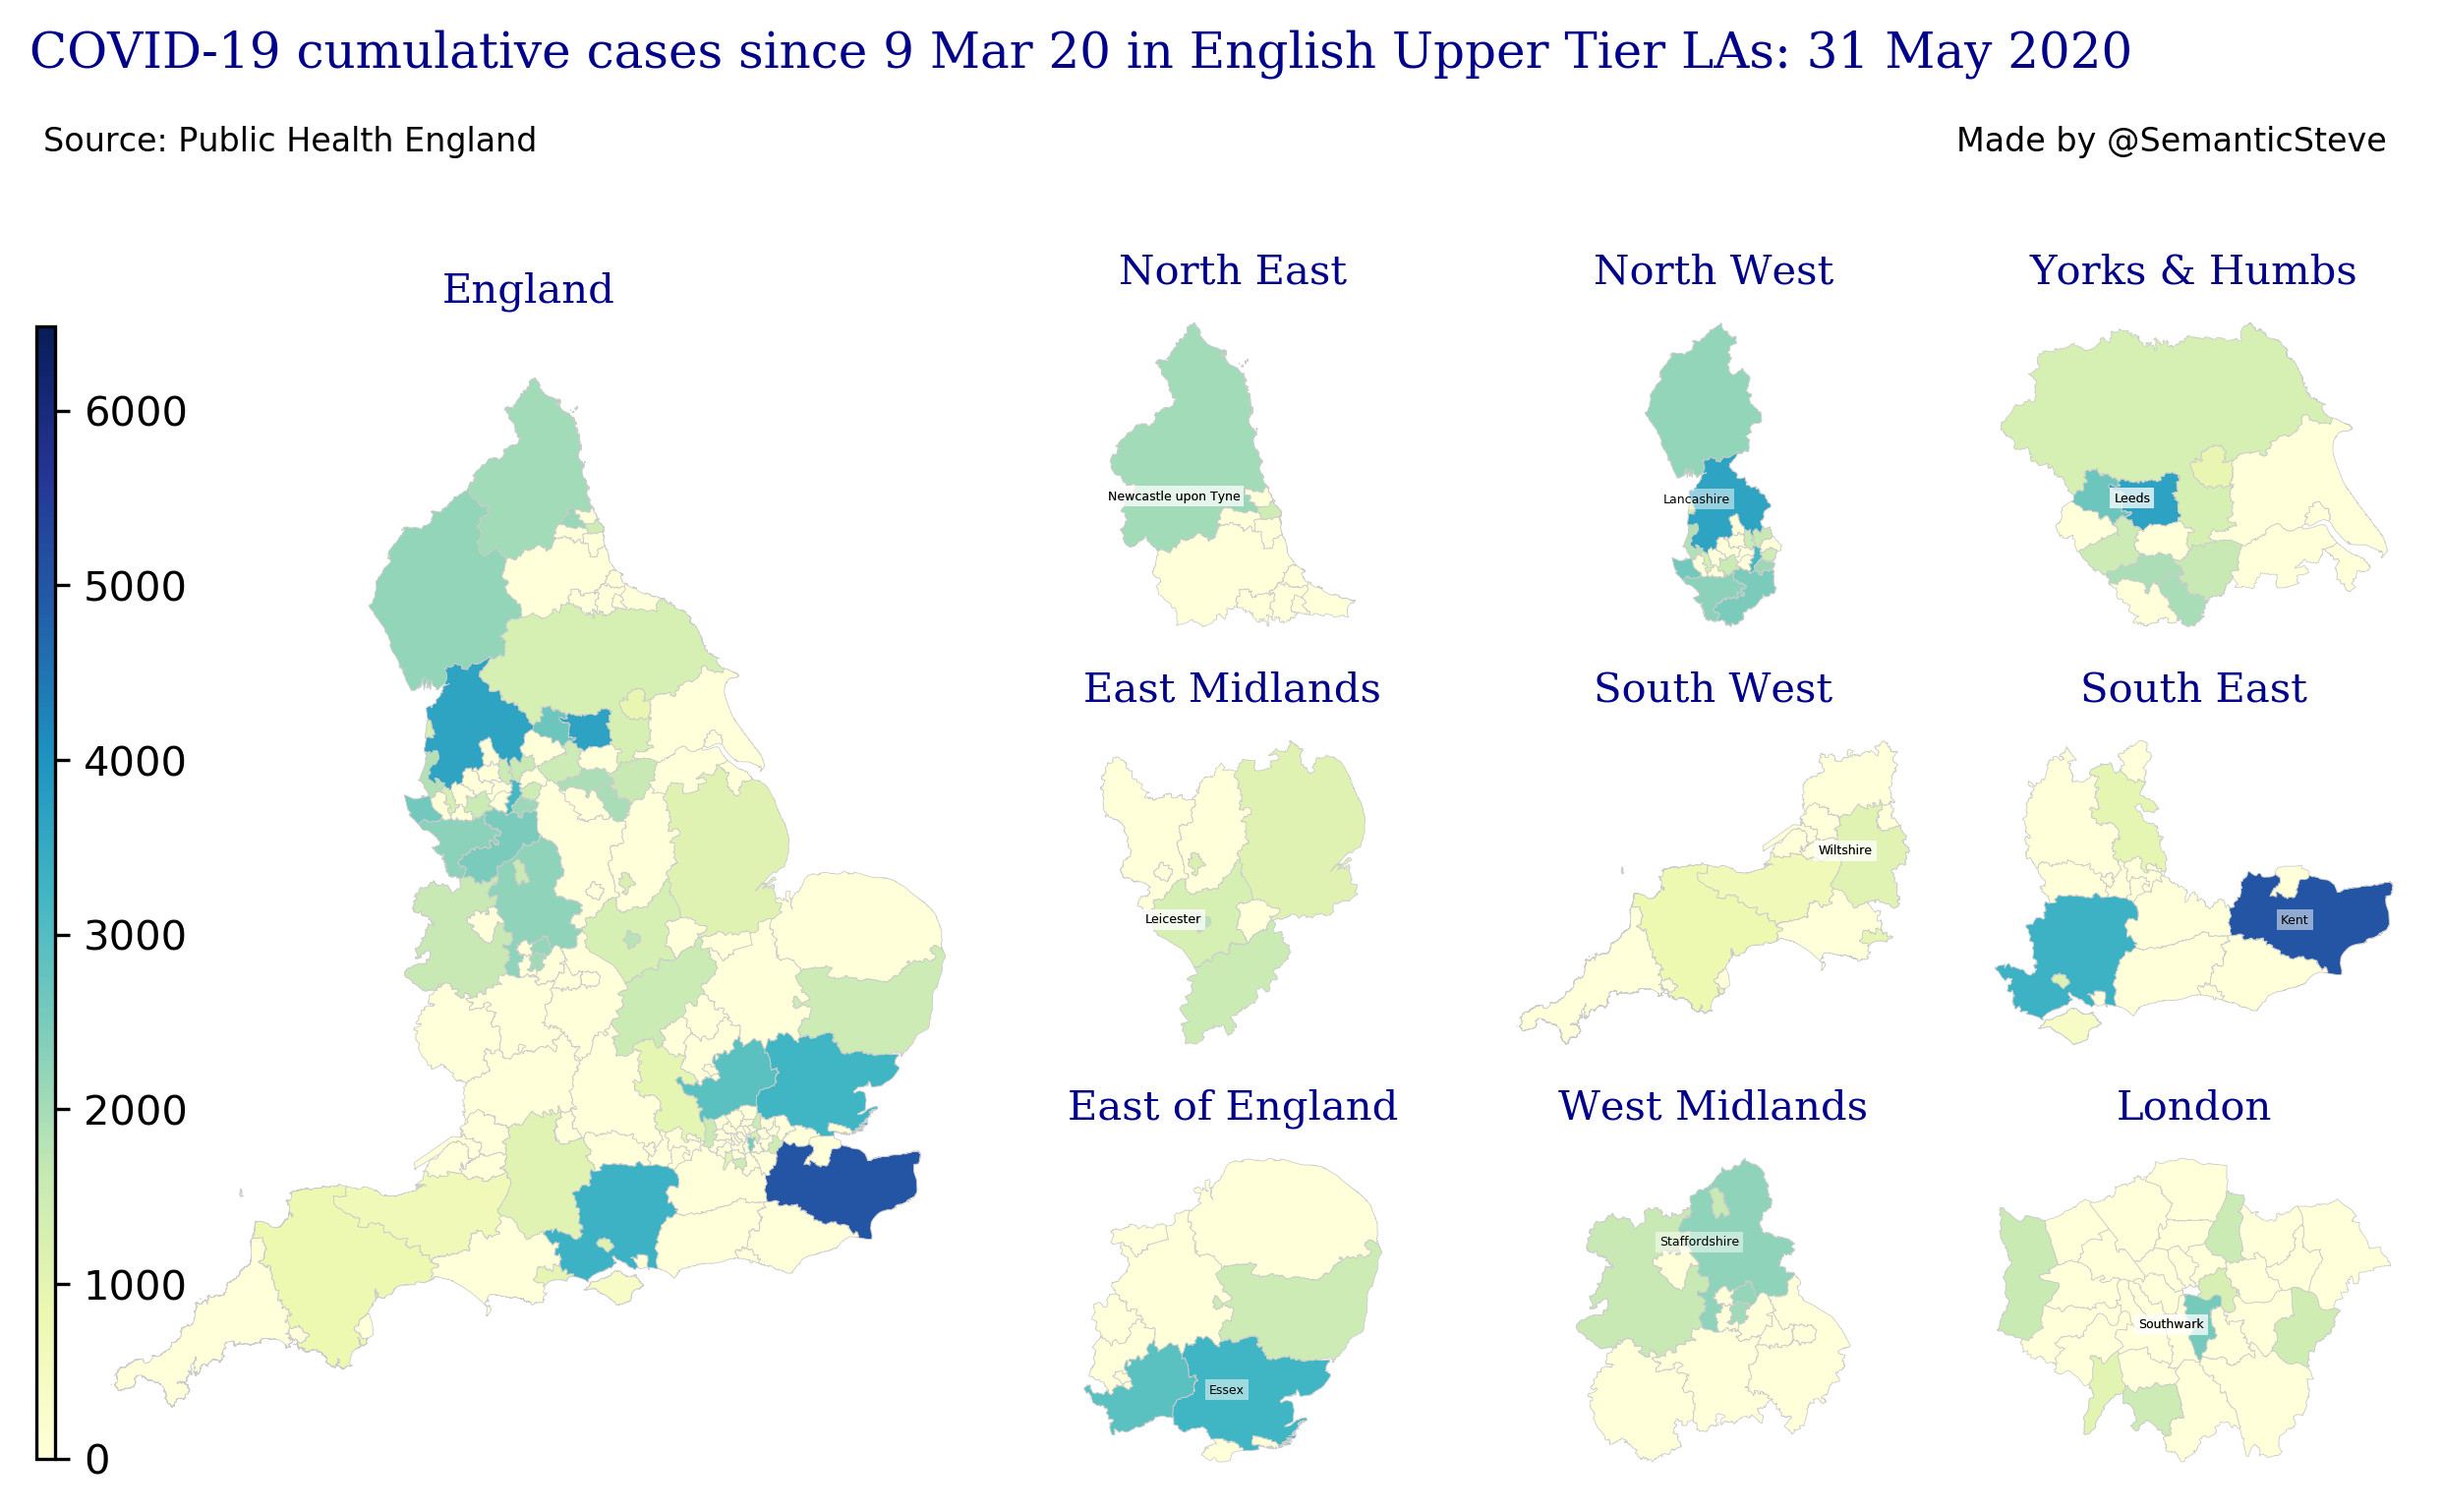 COVID-19 cumulative cases since 9 Mar 20 in English Upper Tier LAs: 31 May 2020
Source: Public Health England
Made by @SemanticSteve
England
North East
North West
Yorks & Humbs
6000
5000
4000
3000
2000
1000
0
Newcastle upon Tyne
Lancashire
Leeds
East Midlands
South West
South East
Leicester
Wiltshire
Kent
East of England
West Midlands
London
Essex
Staffordshire
Southwark